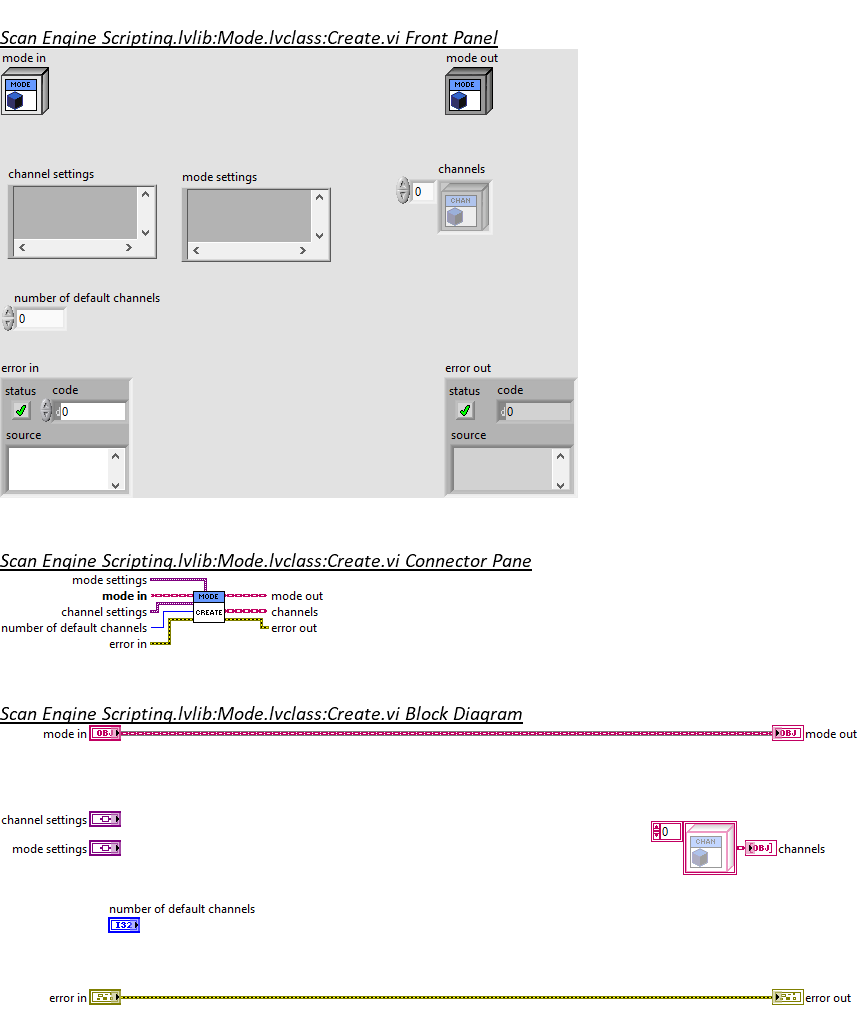 Scan Engine Scripting.lvlib:Mode.lvclass:Create.vi Front Panel
mode in
mode out
MODE
MODE
channel settings
mode settings
channels
0
CHAN
number of default channels
0
error in
error out
status
code
status
code
d
0
d
0
source
source
Scan Engine Scripting.lvlib:Mode.lvclass:Create.vi Connector Pane
mode settings
mode in
MODE
mode out
channel settings
CREATE
channels
number of default channels
error out
error in
Scan Engine Scripting.lvlib:Mode.lvclass:Create.vi Block Diagram
mode in
OBJ
OBJ
mode out
channel settings
0
CHAN
mode settings
[OBJ]
channels
number of default channels
I32
error in
error out